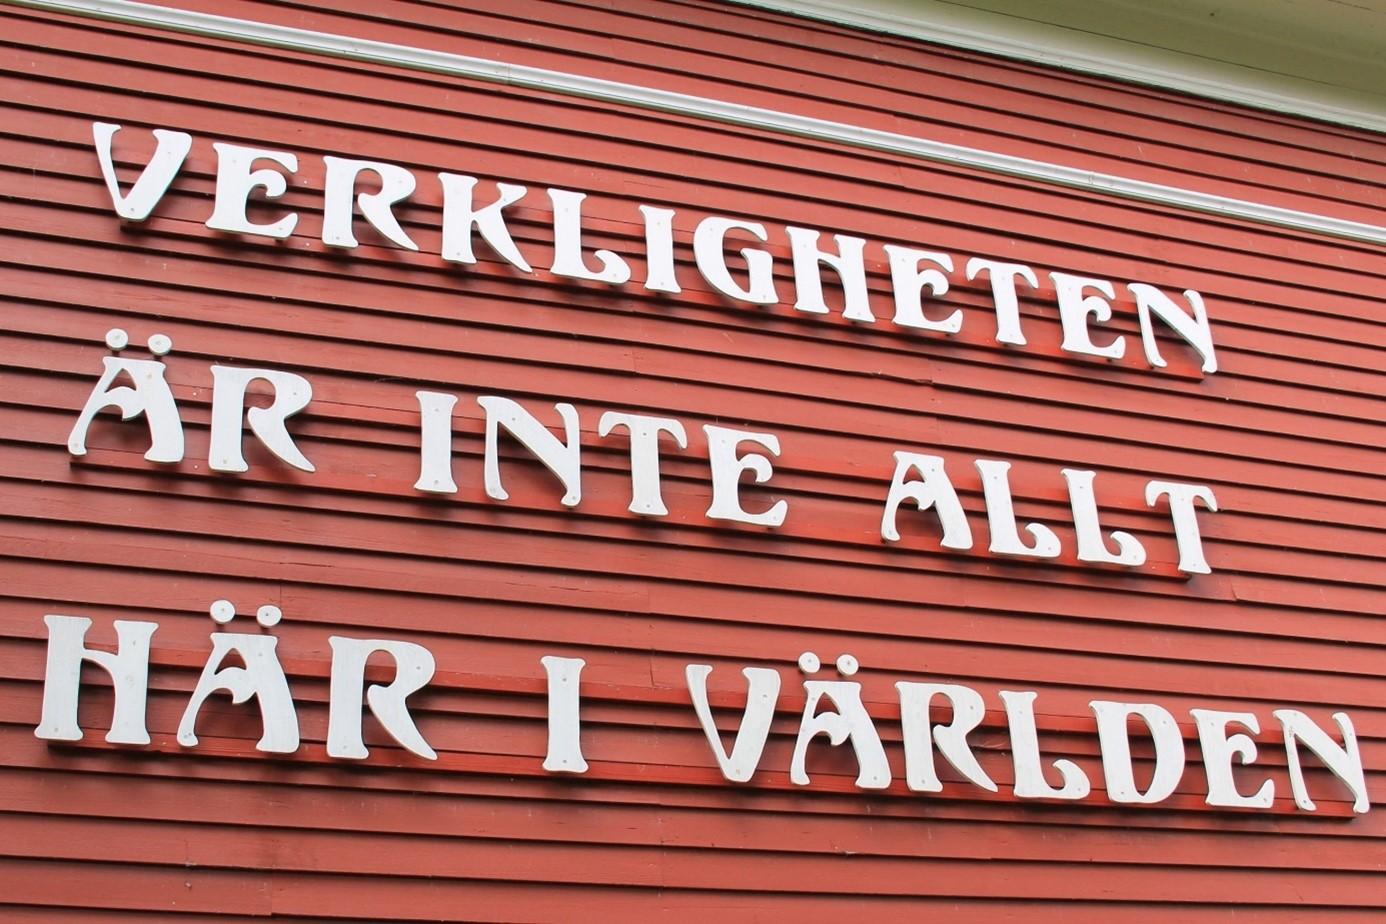 VERKLIGHETEN
ÄR INTE ALLT
HÄR I VÄRLDEN